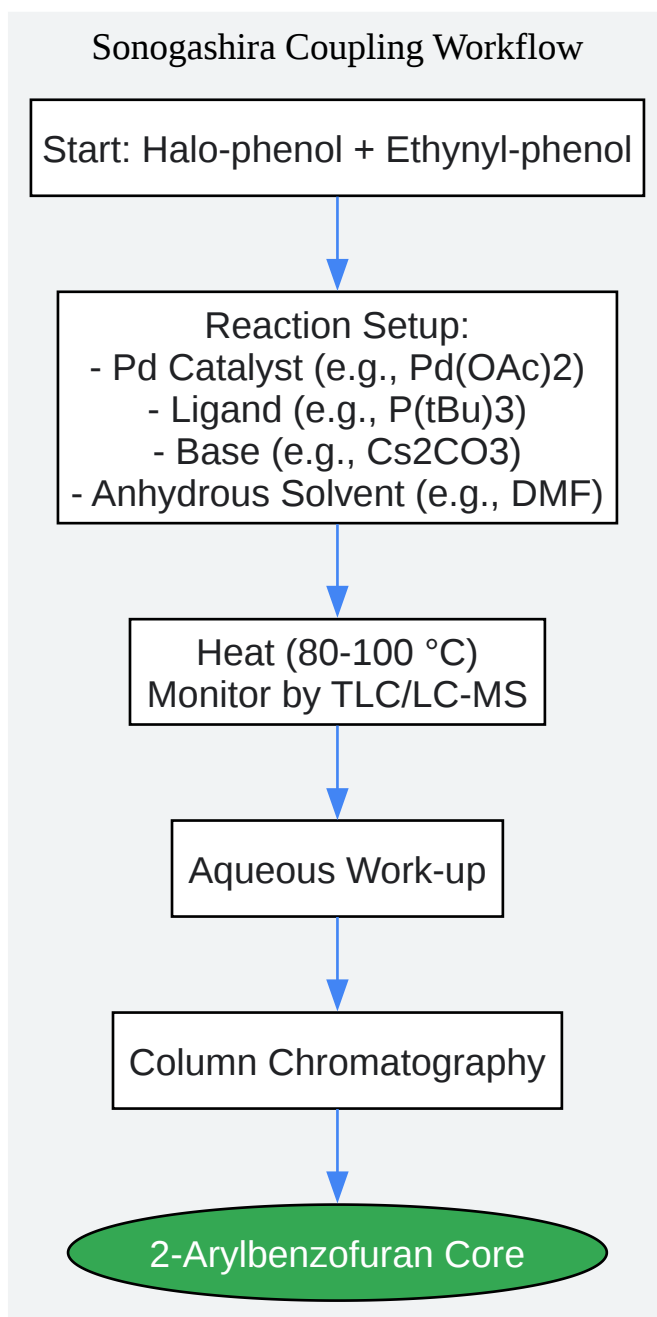 Sonogashira Coupling Workflow
Start: Halo-phenol + Ethynyl-phenol
Reaction Setup:
- Pd Catalyst (e.g., Pd(OAc)2)
- Ligand (e.g., P(tBu)3)
- Base (e.g., Cs2CO3)
- Anhydrous Solvent (e.g., DMF)
Heat (80-100 °C)
Monitor by TLC/LC-MS
Aqueous Work-up
Column Chromatography
2-Arylbenzofuran Core